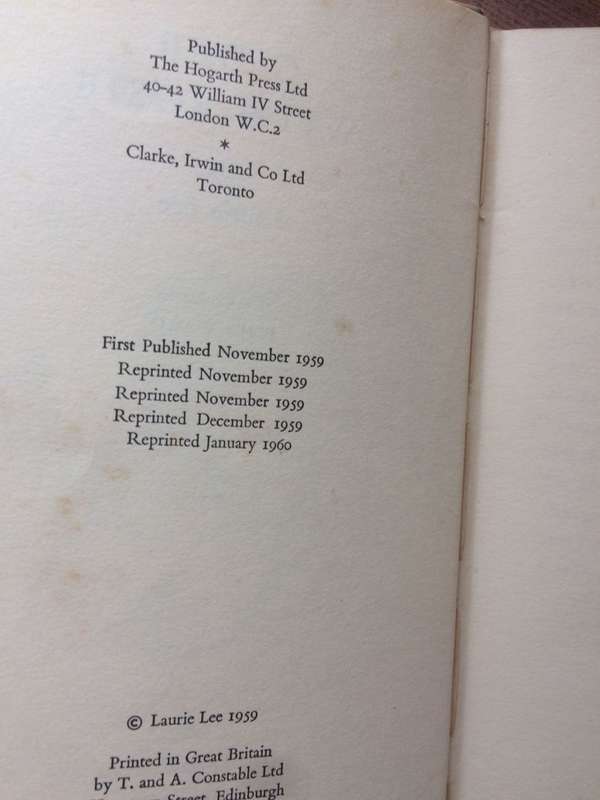 Published by
The Hogarth Press Ltd
40-42 William IV Street
London W.C.2
*
Clarke, Irwin and Co Ltd
Toronto
First Published November 1959
Reprinted November 1959
Reprinted November 1959
Reprinted December 1959
Reprinted January 1960
© Laurie Lee 1959
Printed in Great Britain
by T. and A. Constable Ltd
Street, Edinburgh